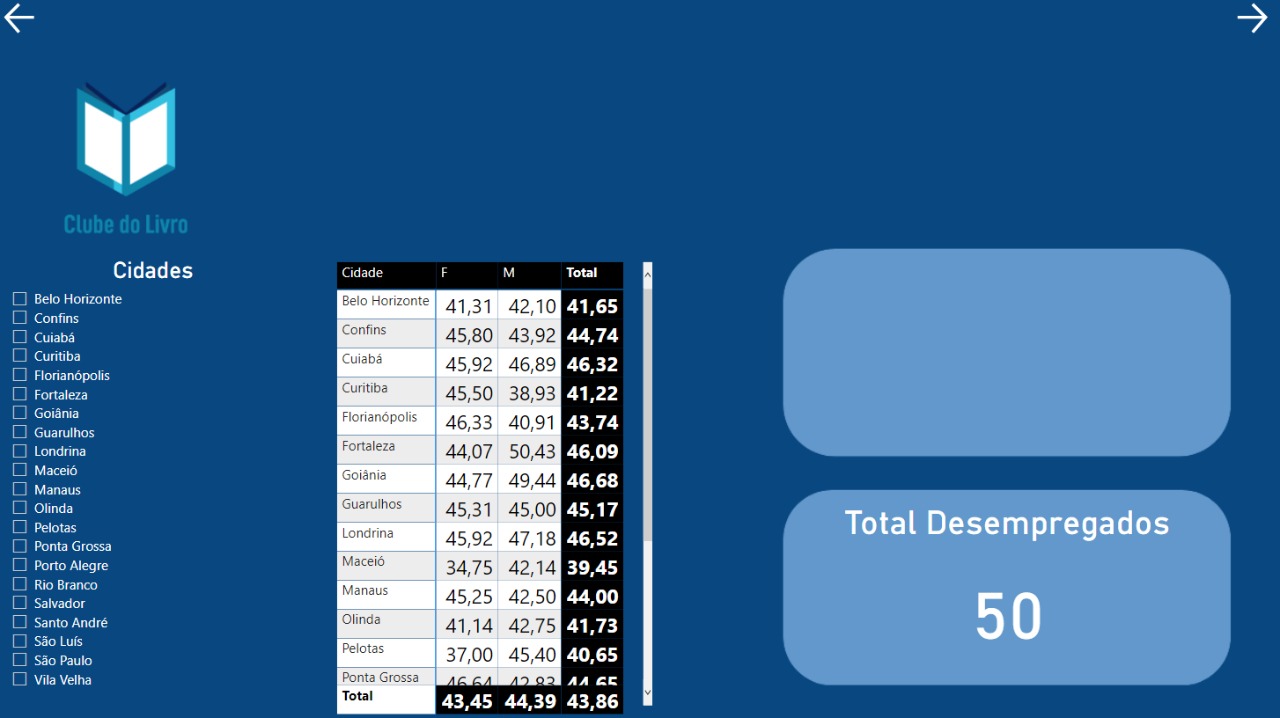 Clube do Livro
Cidades
Belo Horizonte
Confins
Cuiabá
Curitiba
Florianópolis
Fortaleza
Goiânia
Guarulhos
Londrina
Maceió
Manaus
Olinda
Pelotas
Ponta Grossa
Porto Alegre
Rio Branco
Salvador
Santo André
São Luís
São Paulo
Vila Velha
Cidade F M Total
Belo Horizonte 41,31 42,10 41,65
Confins 45,80 43,92 44,74
Cuiabá 45,92 46,89 46,32
Curitiba 45,50 38,93 41,22
Florianópolis 46,33 40,91 43,74
Fortaleza 44,07 50,43 46,09
Goiânia 44,77 49,44 46,68
Guarulhos 45,31 45,00 45,17
Londrina 45,92 47,18 46,52
Maceió 34,75 42,14 39,45
Manaus 45,25 42,50 44,00
Olinda 41,14 42,75 41,73
Pelotas 37,00 45,40 40,65
Ponta Grossa 46,64 42,83 44,65
Total 43,45 44,39 43,86
Total Desempregados
50